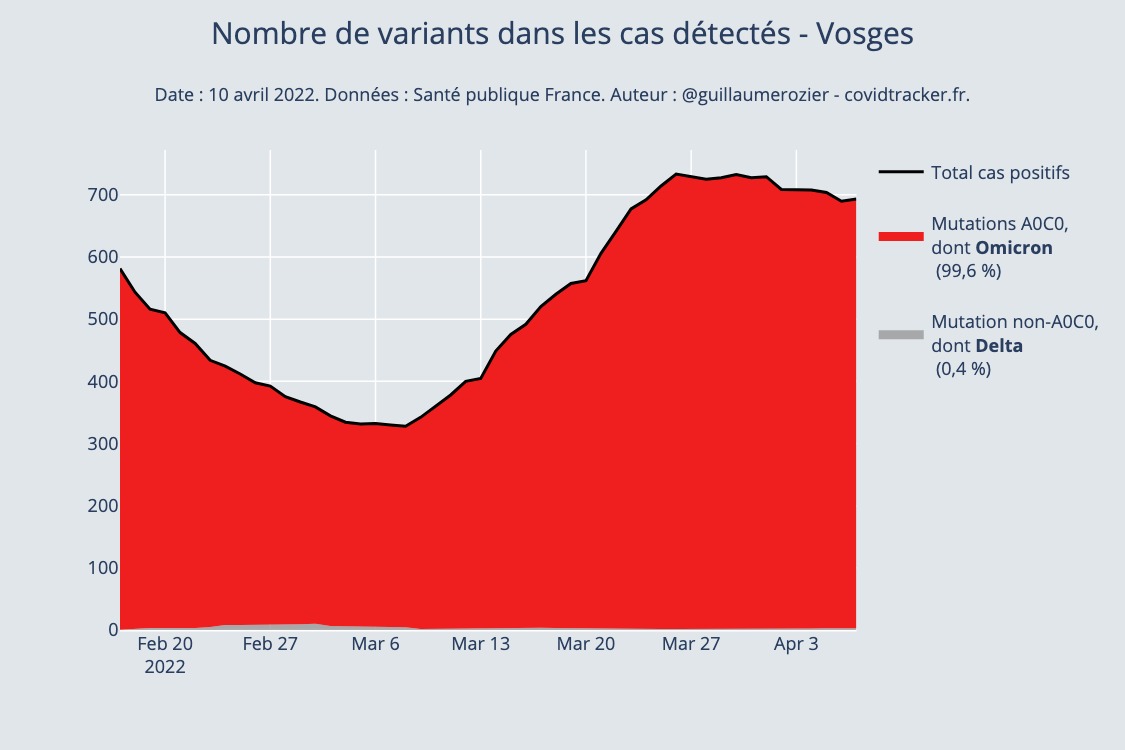 Nombre de variants dans les cas détectés - Vosges
Date : 10 avril 2022. Données : Santé publique France. Auteur : @guillaumerozier - covidtracker.fr.
Total cas positifs
Mutations A0C0,
dont Omicron
(99,6 %)
Mutation non-A0C0,
dont Delta
(0,4 %)
700
600
500
400
300
200
100
0
Feb 20
2022
Feb 27
Mar 6
Mar 13
Mar 20
Mar 27
Apr 3